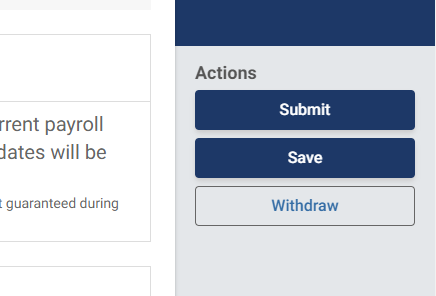 rrent payroll
dates will be
guaranteed during
Actions
Submit
Save
Withdraw